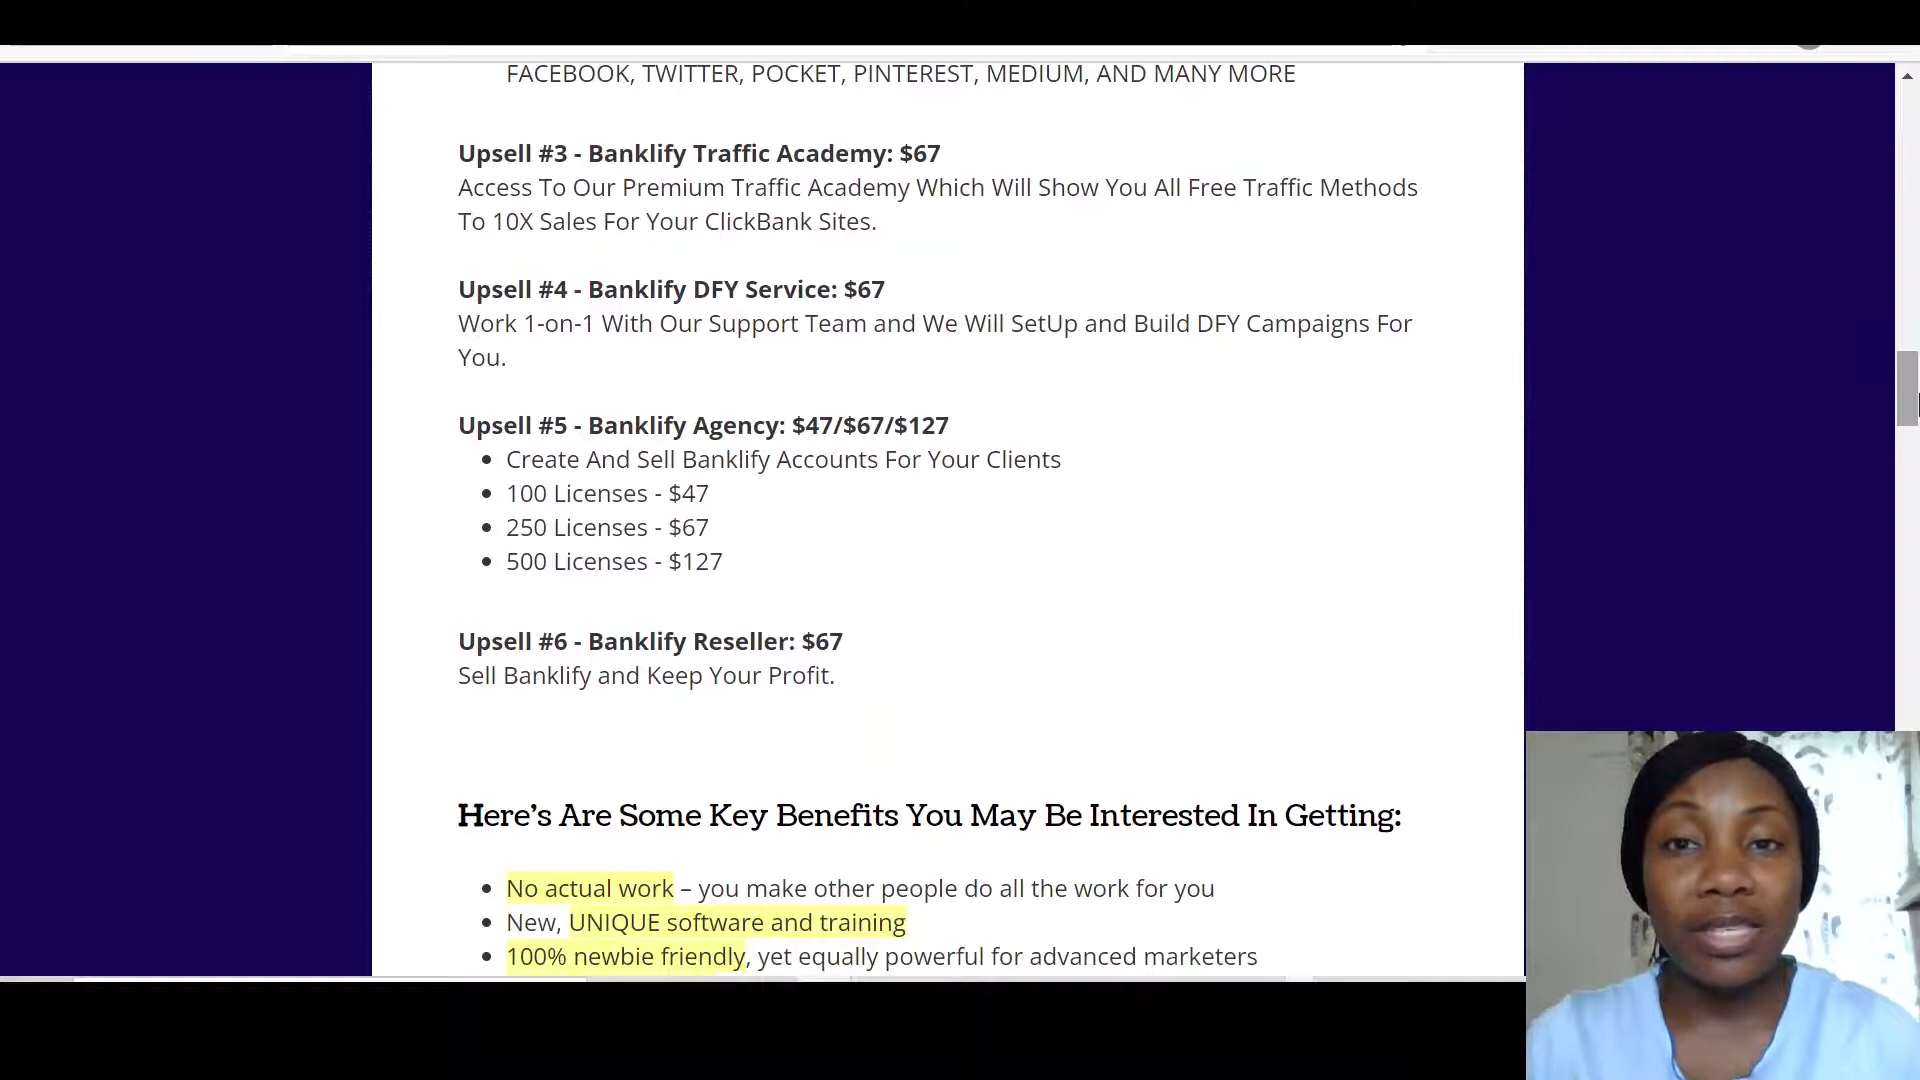 FACEBOOK, TWITTER, POCKET, PINTEREST, MEDIUM, AND MANY MORE
Upsell #3 - Banklify Traffic Academy: $67
Access To Our Premium Traffic Academy Which Will Show You All Free Traffic Methods
To 10X Sales For Your ClickBank Sites.
Upsell #4 - Banklify DFY Service: $67
Work 1-on-1 With Our Support Team and We Will SetUp and Build DFY Campaigns For
You.
Upsell #5 - Banklify Agency: $47/$67/$127
Create And Sell Banklify Accounts For Your Clients
100 Licenses - $47
250 Licenses - $67
500 Licenses - $127
Upsell #6 - Banklify Reseller: $67
Sell Banklify and Keep Your Profit.
Here’s Are Some Key Benefits You May Be Interested In Getting:
No actual work – you make other people do all the work for you
New, UNIQUE software and training
100% newbie friendly, yet equally powerful for advanced marketers